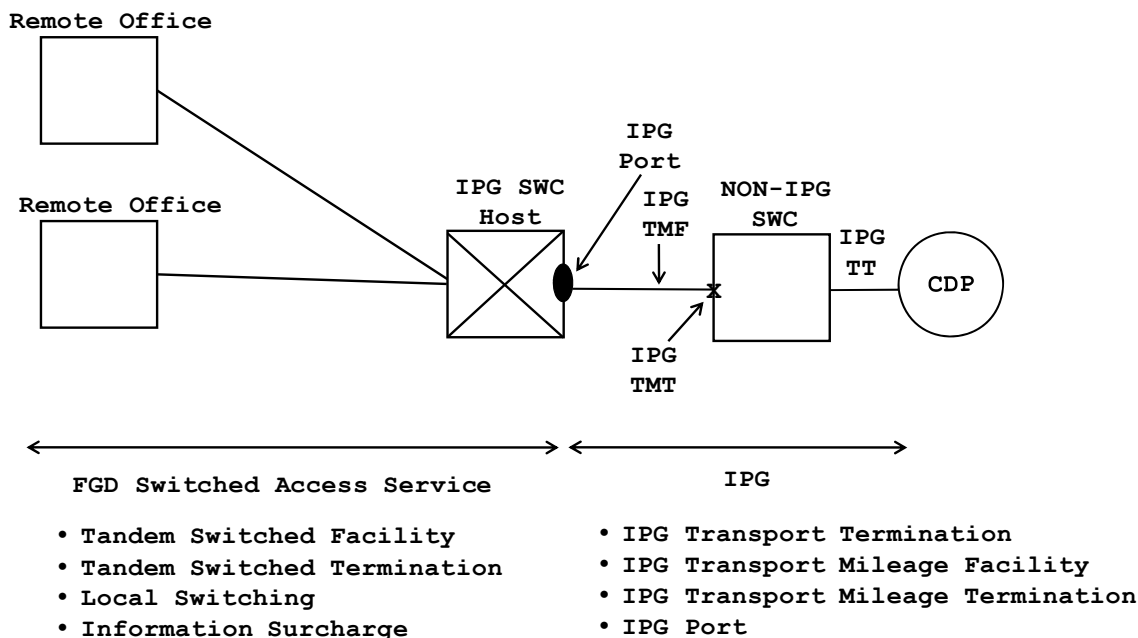 Remote Office
Remote Office
IPG SWC
Host
IPG
Port
IPG
TMF
IPG
TMT
NON-IPG
SWC
IPG
TT
CDP
FGD Switched Access Service
• Tandem Switched Facility
• Tandem Switched Termination
• Local Switching
• Information Surcharge
IPG
• IPG Transport Termination
• IPG Transport Mileage Facility
• IPG Transport Mileage Termination
• IPG Port